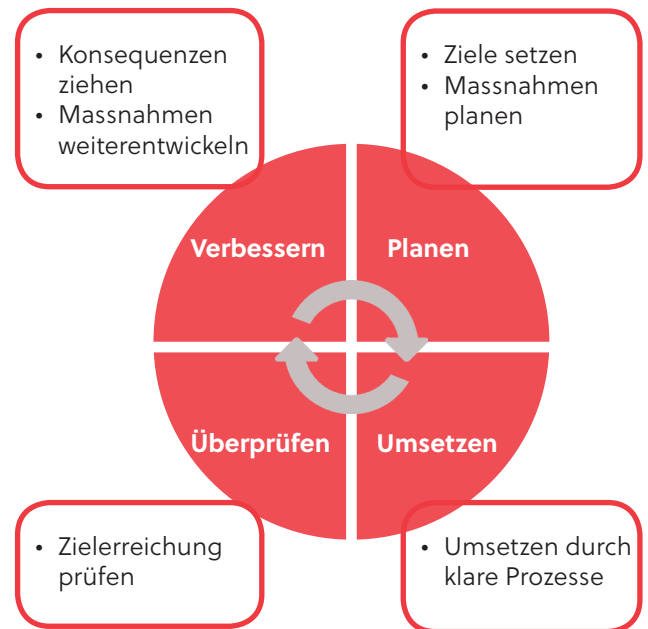 • Konsequenzen
ziehen
• Massnahmen
weiterentwickeln
• Ziele setzen
• Massnahmen
planen
Verbessern
Planen
Überprüfen
Umsetzen
• Zielerreichung
prüfen
• Umsetzen durch
klare Prozesse